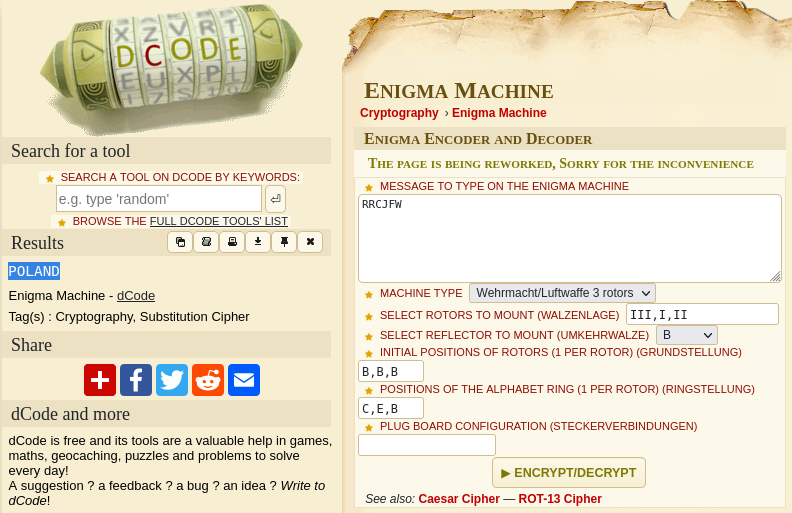 X Z V R T
D C O D E
E U X P L
Search for a tool
SEARCH A TOOL ON DCODE BY KEYWORDS:
e.g. type 'random'
BROWSE THE FULL DCODE TOOLS' LIST
Results
POLAND
Enigma Machine - dCode
Tag(s) : Cryptography, Substitution Cipher
Share
dCode and more
dCode is free and its tools are a valuable help in games,
maths, geocaching, puzzles and problems to solve
every day!
A suggestion ? a feedback ? a bug ? an idea ? Write to
dCode!
Enigma Machine
Cryptography › Enigma Machine
Enigma Encoder and Decoder
The page is being reworked, Sorry for the inconvenience
MESSAGE TO TYPE ON THE ENIGMA MACHINE
RRCJFW
MACHINE TYPE Wehrmacht/Luftwaffe 3 rotors
SELECT ROTORS TO MOUNT (WALZENLAGE) III,I,II
SELECT REFLECTOR TO MOUNT (UMKEHRWALZE) B
INITIAL POSITIONS OF ROTORS (1 PER ROTOR) (GRUNDSTELLUNG)
B,B,B
POSITIONS OF THE ALPHABET RING (1 PER ROTOR) (RINGSTELLUNG)
C,E,B
PLUG BOARD CONFIGURATION (STECKERVERBINDUNGEN)
▶ ENCRYPT/DECRYPT
See also: Caesar Cipher — ROT-13 Cipher